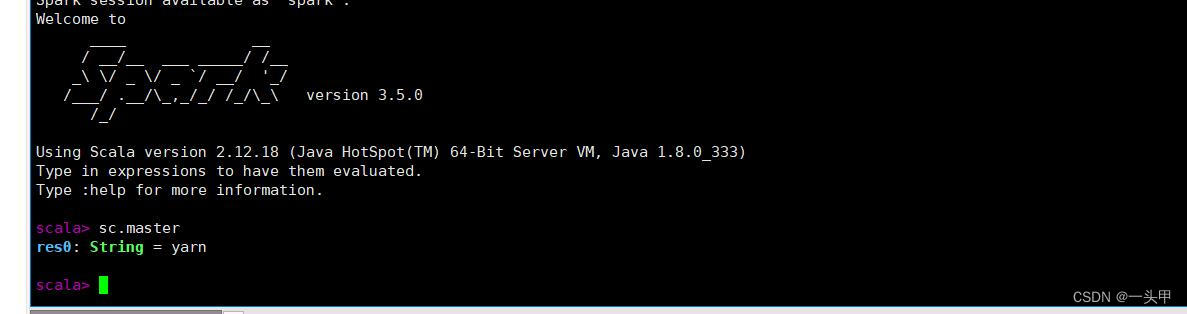 Spark session available as 'spark'.
Welcome to
      ____              __
     / __/__  ___ _____/ /__
    _\ \/ _ \/ _ `/ __/  '_/
   /___/ .__/\_,_/_/ /_/\_\   version 3.5.0
      /_/
Using Scala version 2.12.18 (Java HotSpot(TM) 64-Bit Server VM, Java 1.8.0_333)
Type in expressions to have them evaluated.
Type :help for more information.
scala> sc.master
res0: String = yarn
scala>
CSDN @一头甲